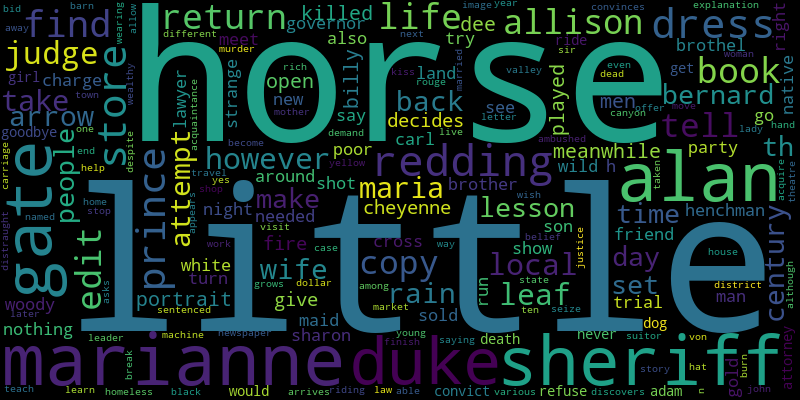 bid barn return life allison dress explanation
find killed governor dee wearing allow right
away image year convinces
judge horse different also meet try ride brothel next
girl charge strange billy open land sir get book native
take store wealthy rich new say back see men even dead bernard
arrow lawyer mother carl decides played offer move tell
goodbye town acquaintance murder kiss rouge married valley woman go
people one despite however poor meanwhile party th
gate end help around shot redding wild h canyon lady hand
prince attempt make brother alan ambushed
carriage yes travel yellow maria son taken acquire theatre
home stop night needed cheyenne lesson time century
named shop visit little friend henchman
distraught edit appears work fire cross show local day house
asks white wife case way copy run state belief justice
portrait turn grows dollar among rain leaf set district although
woody give market sold ten seize trial man
later nothing sentenced maid young saying never dog
leader machine newspaper sharon finish death suitor von attorney
marianne duke sheriff
break story hat burn gold
homeless black would arrives convict various refuse discovers adam
teach learn riding law able